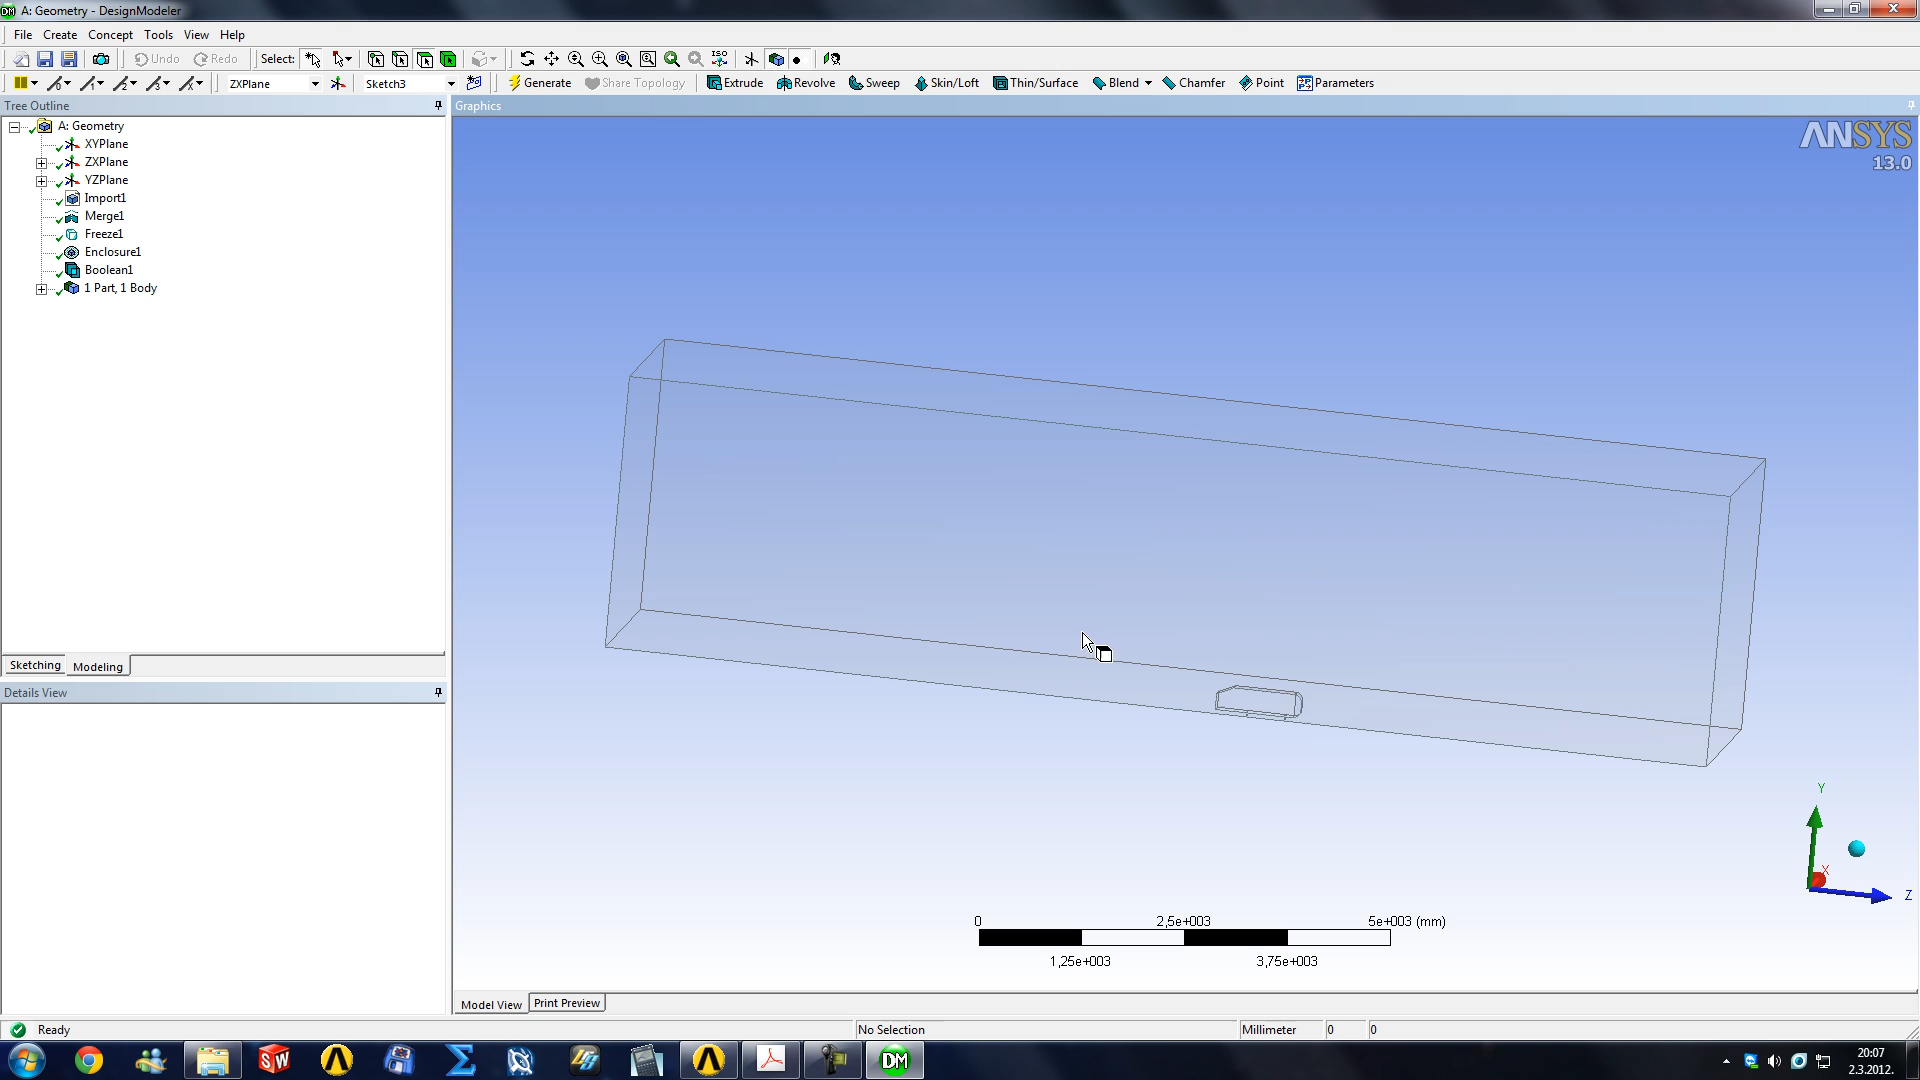 A: Geometry - DesignModeler
File Create Concept Tools View Help
Undo Redo Select: ISO
ZXPlane Sketch3 Generate Share Topology Extrude Revolve Sweep Skin/Loft Thin/Surface Blend Chamfer Point Parameters
Tree Outline
A: Geometry
XYPlane
ZXPlane
YZPlane
Import1
Merge1
Freeze1
Enclosure1
Boolean1
1 Part, 1 Body
Sketching Modeling
Details View
Graphics
ANSYS
13.0
Y
X
Z
0 2,5e+003 5e+003 (mm)
1,25e+003 3,75e+003
Model View Print Preview
Ready No Selection Millimeter 0 0
SW DM
20:07
2.3.2012.